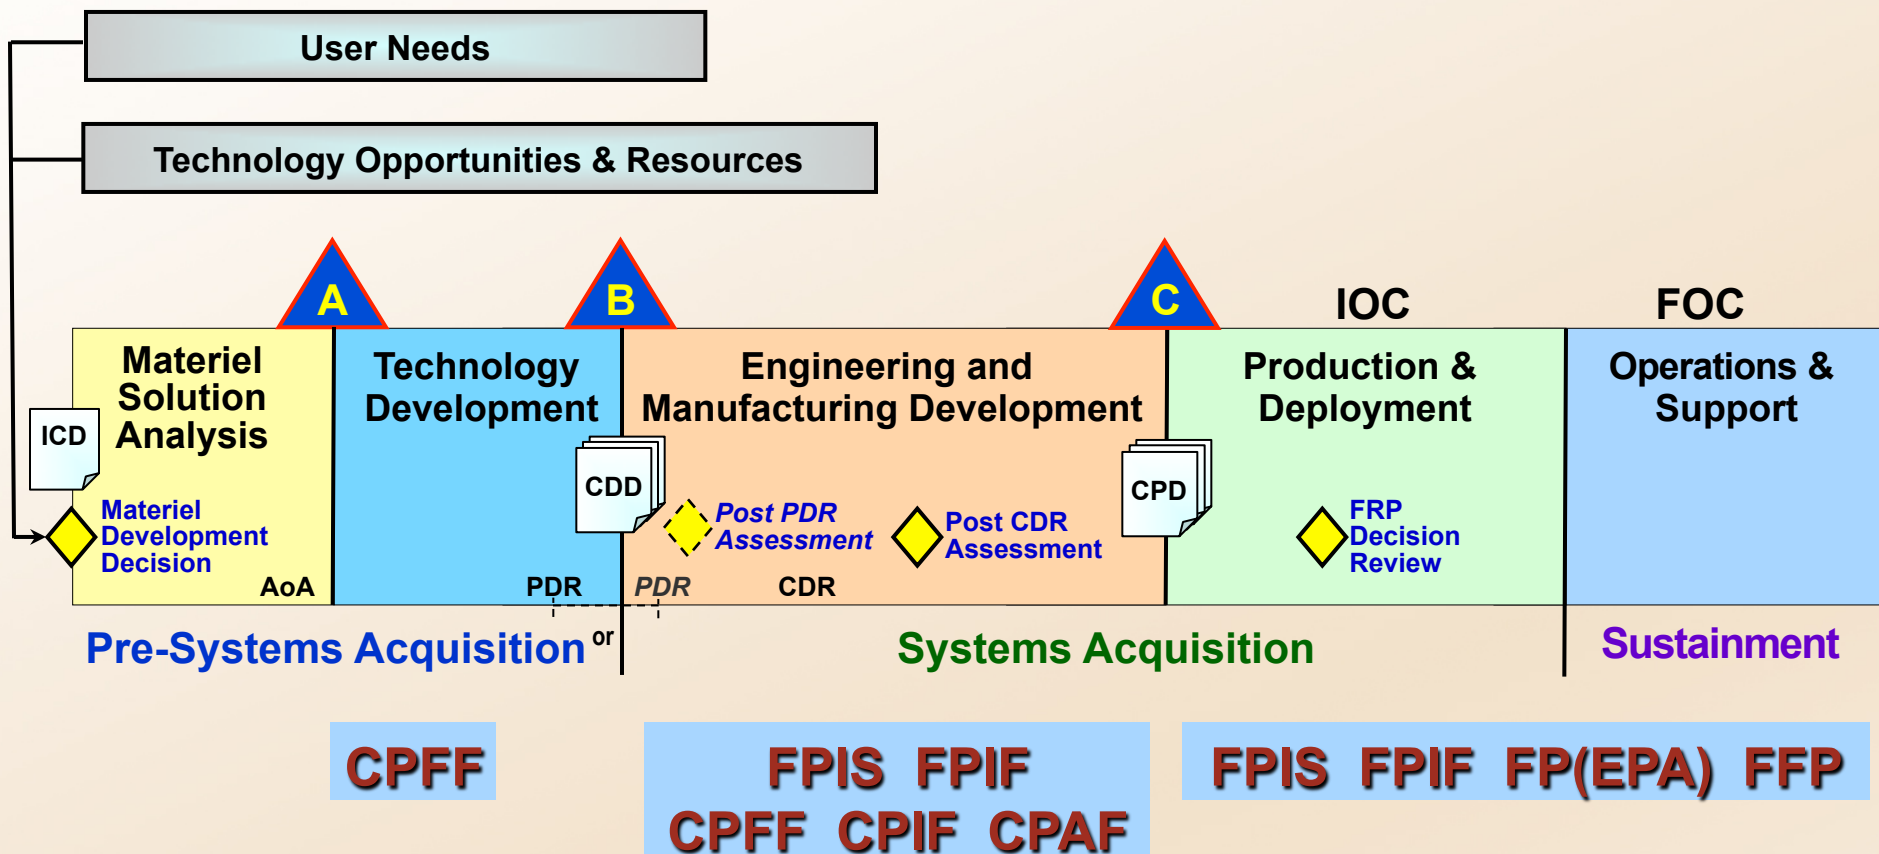 User Needs
Technology Opportunities & Resources
A
B
C
IOC
FOC
Materiel
Solution
Analysis
Technology
Development
Engineering and
Manufacturing Development
Production &
Deployment
Operations &
Support
ICD
CDD
CPD
Materiel
Development
Decision
Post PDR
Assessment
Post CDR
Assessment
FRP
Decision
Review
AoA
PDR
PDR
CDR
Pre-Systems Acquisition
or
Systems Acquisition
Sustainment
CPFF
FPIS FPIF
CPFF CPIF CPAF
FPIS FPIF FP(EPA) FFP